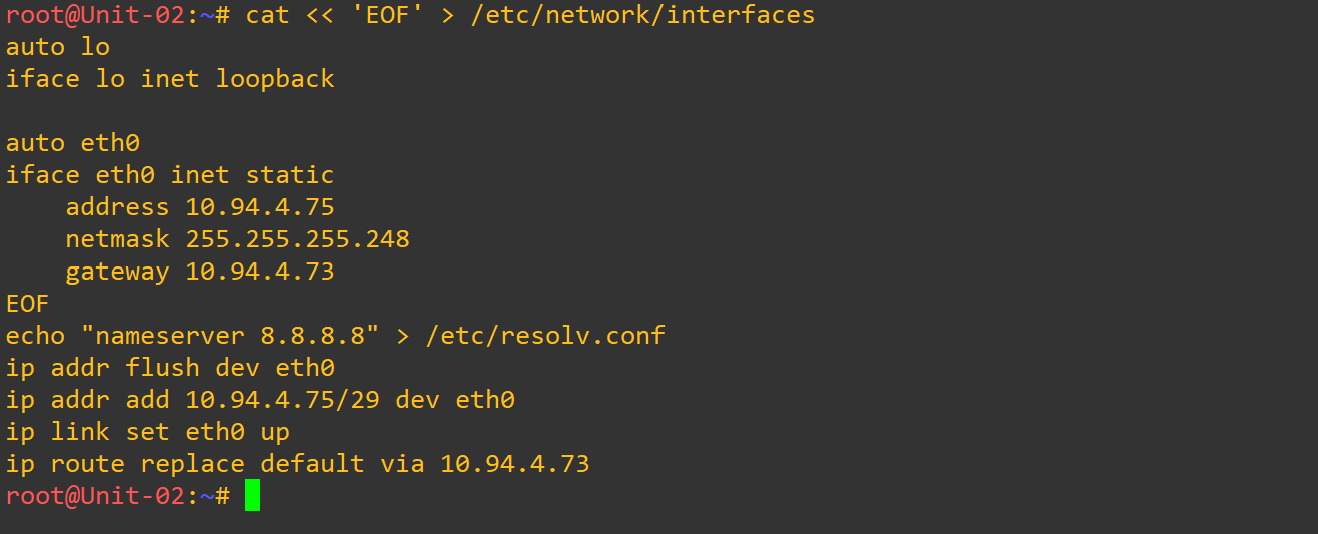 root@Unit-02:~# cat << 'EOF' > /etc/network/interfaces
auto lo
iface lo inet loopback

auto eth0
iface eth0 inet static
    address 10.94.4.75
    netmask 255.255.255.248
    gateway 10.94.4.73
EOF
echo "nameserver 8.8.8.8" > /etc/resolv.conf
ip addr flush dev eth0
ip addr add 10.94.4.75/29 dev eth0
ip link set eth0 up
ip route replace default via 10.94.4.73
root@Unit-02:~#